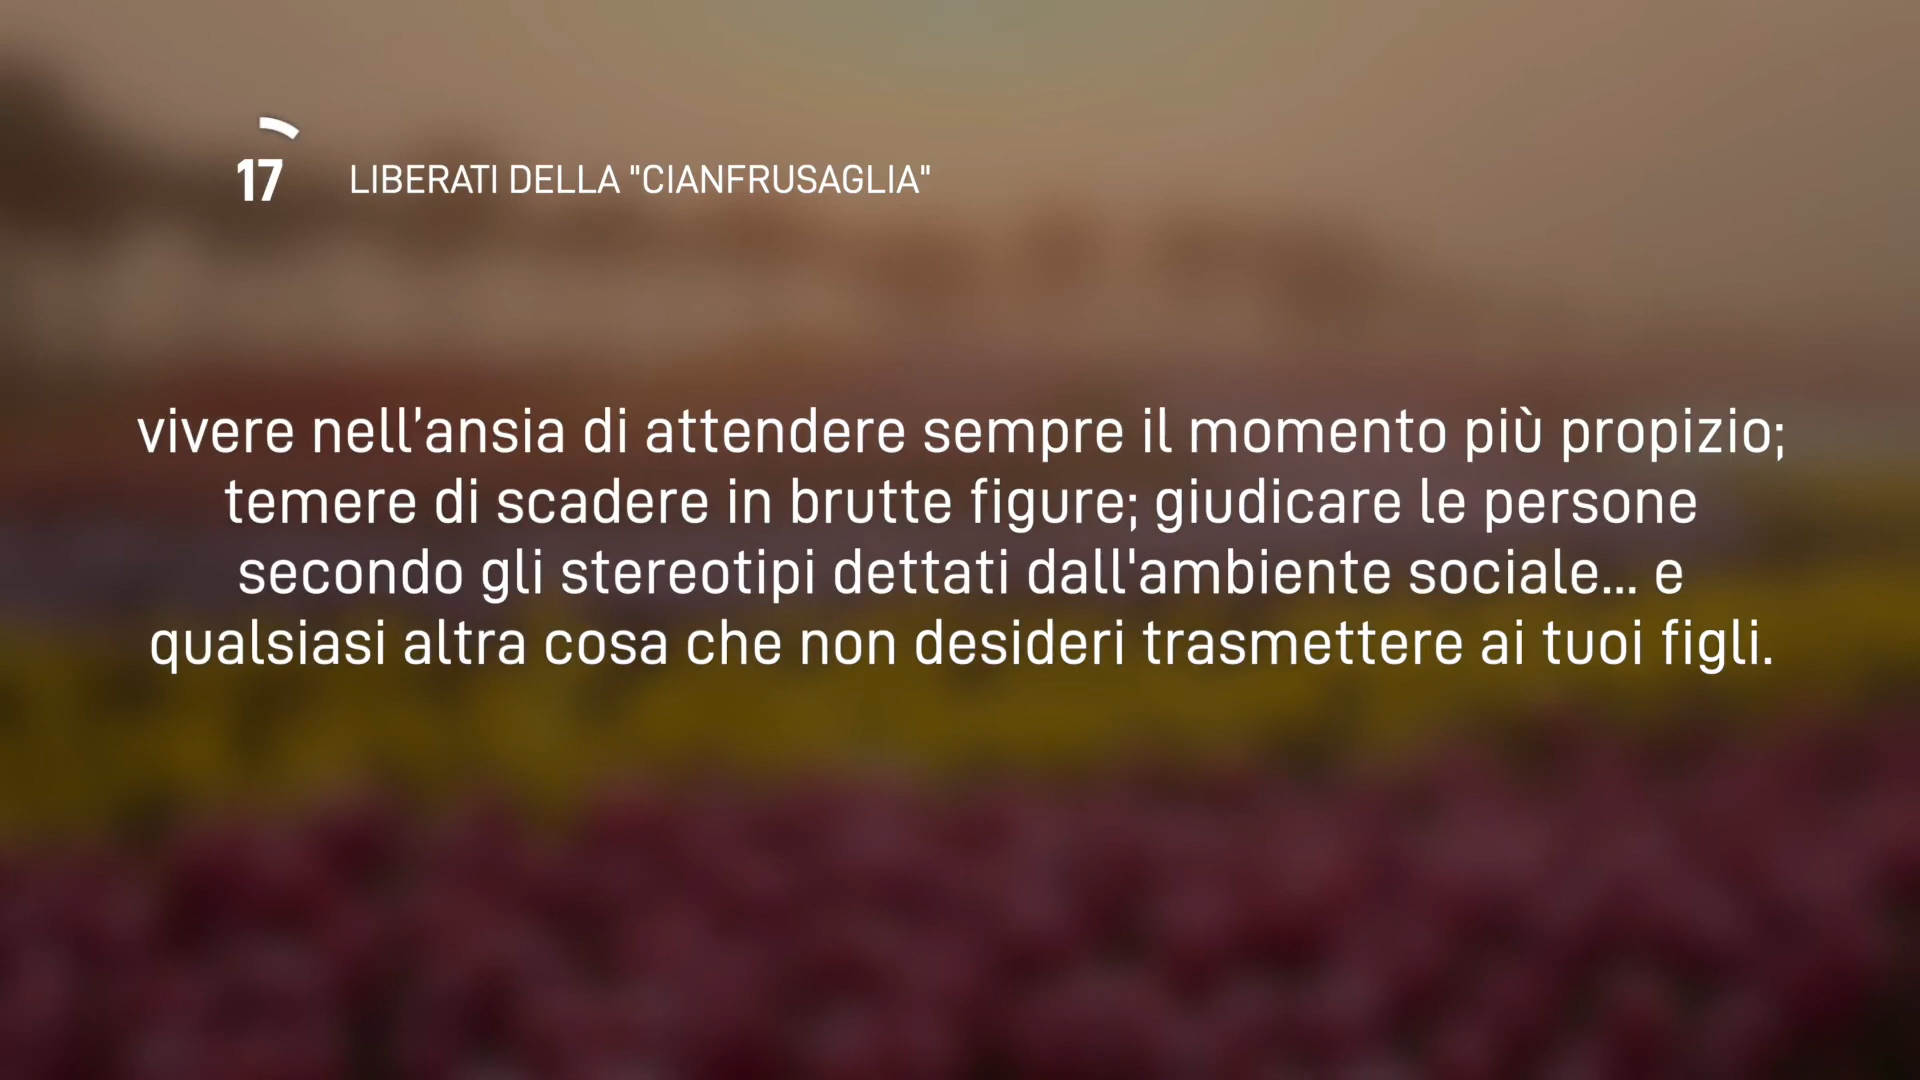 17 LIBERATI DELLA "CIANFRUSAGLIA"
vivere nell’ansia di attendere sempre il momento più propizio;
temere di scadere in brutte figure; giudicare le persone
secondo gli stereotipi dettati dall'ambiente sociale... e
qualsiasi altra cosa che non desideri trasmettere ai tuoi figli.